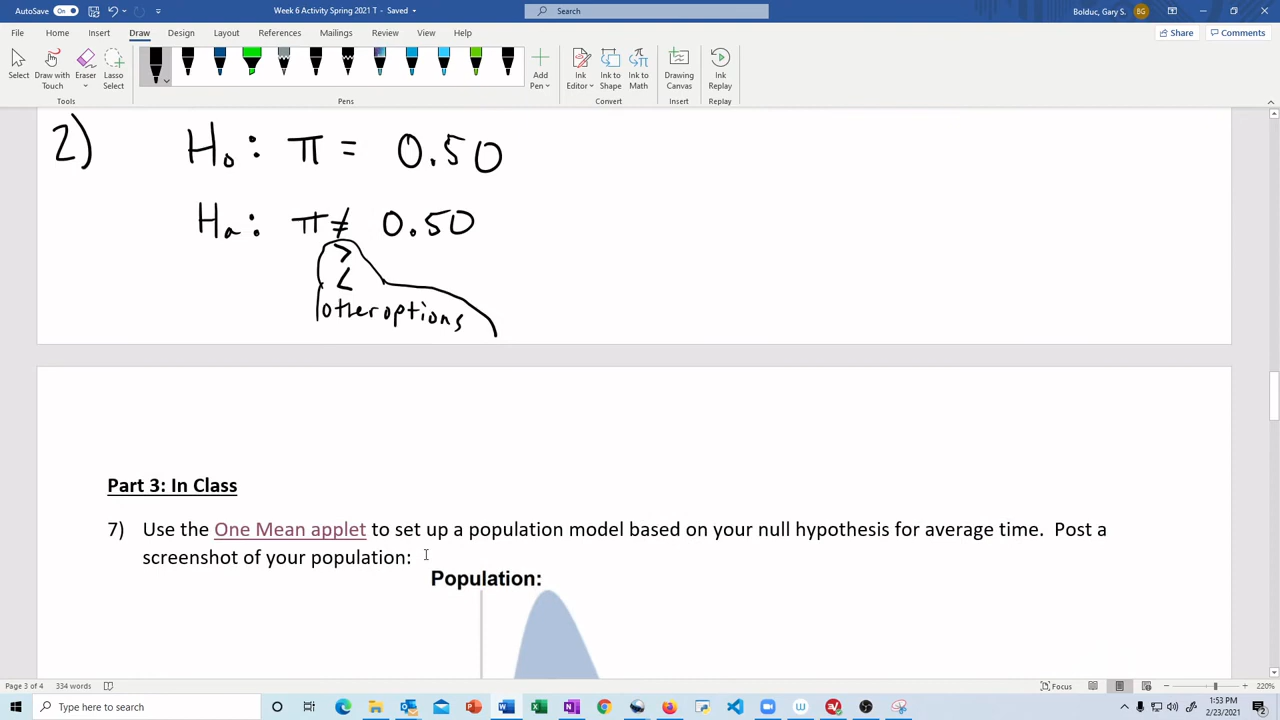 AutoSave On Week 6 Activity Spring 2021 T - Saved Search Bolduc, Gary S. GB
File Home Insert Draw Design Layout References Mailings Review View Help Share Comments
Select Draw with Touch Eraser Lasso Select Add Pen Ink Editor Ink to Shape Ink to Math Drawing Canvas Ink Replay
Tools Pens Convert Insert Replay
2) H₀: π = 0.50
Hₐ: π ≠ 0.50
>
<
other options
Part 3: In Class
7) Use the One Mean applet to set up a population model based on your null hypothesis for average time. Post a
screenshot of your population:
Population:
Page 3 of 4 334 words Focus 220%
Type here to search 1:53 PM
2/23/2021